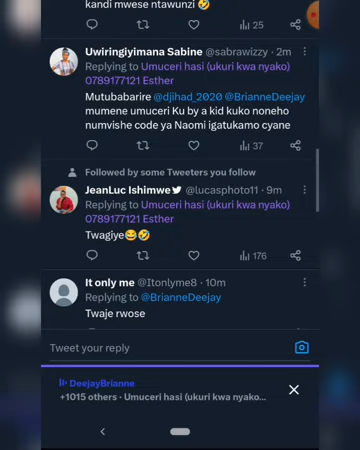 kandi mwese ntawunzi 🤣
25
Uwiringiyimana Sabine @sabrawizzy · 2m
Replying to Umuceri hasi (ukuri kwa nyako)
0789177121 Esther
Mutubabarire @djihad_2020 @BrianneDeejay
mumene umuceri Ku by a kid kuko noneho
numvishe code ya Naomi igatukamo cyane
37
Followed by some Tweeters you follow
JeanLuc Ishimwe @lucasphoto11 · 9m
Replying to Umuceri hasi (ukuri kwa nyako)
0789177121 Esther
Twagiye😂🤣
176
It only me @Itonlyme8 · 10m
Replying to @BrianneDeejay
Twaje rwose
Tweet your reply
DeejayBrianne
+1015 others · Umuceri hasi (ukuri kwa nyako...